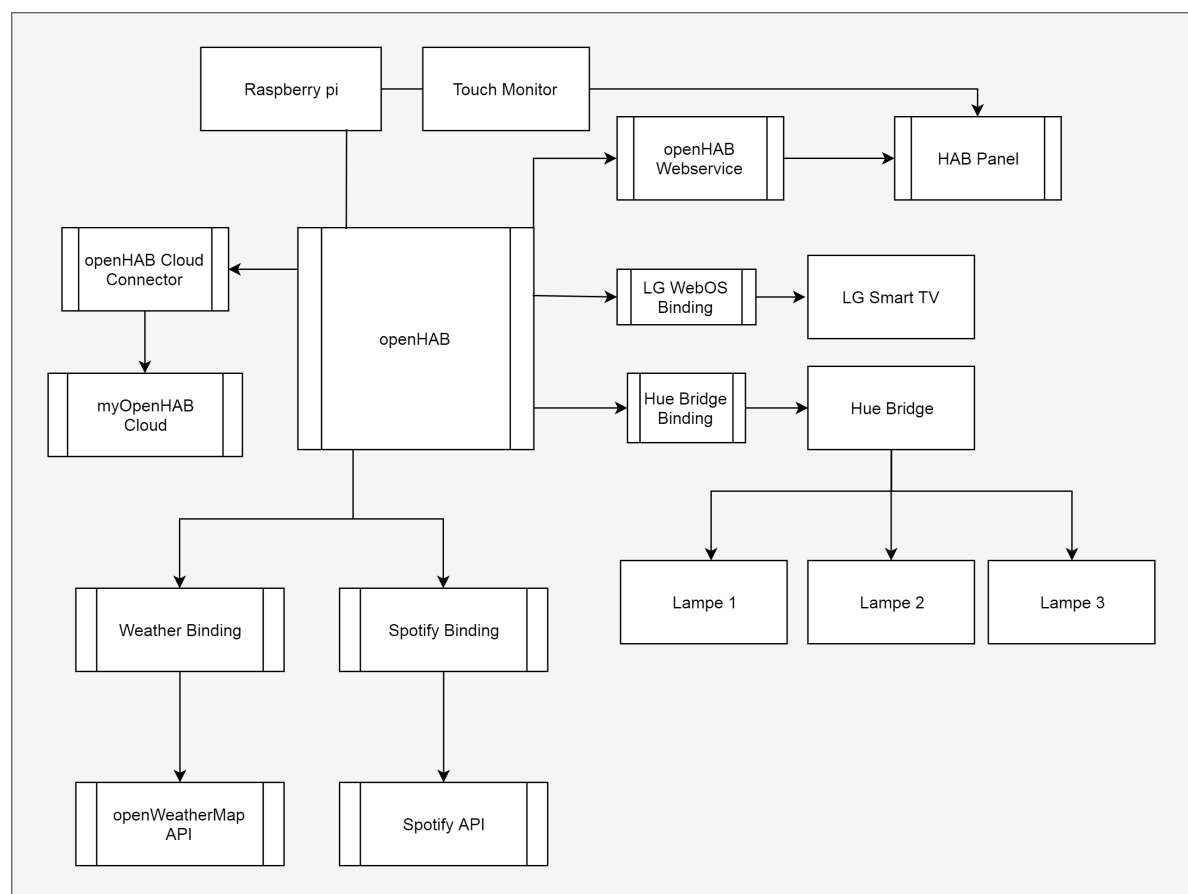 Raspberry pi
Touch Monitor
openHAB
Webservice
HAB Panel
openHAB Cloud
Connector
LG WebOS
Binding
LG Smart TV
openHAB
myOpenHAB
Cloud
Hue Bridge
Binding
Hue Bridge
Lampe 1
Lampe 2
Lampe 3
Weather Binding
Spotify Binding
openWeatherMap
API
Spotify API